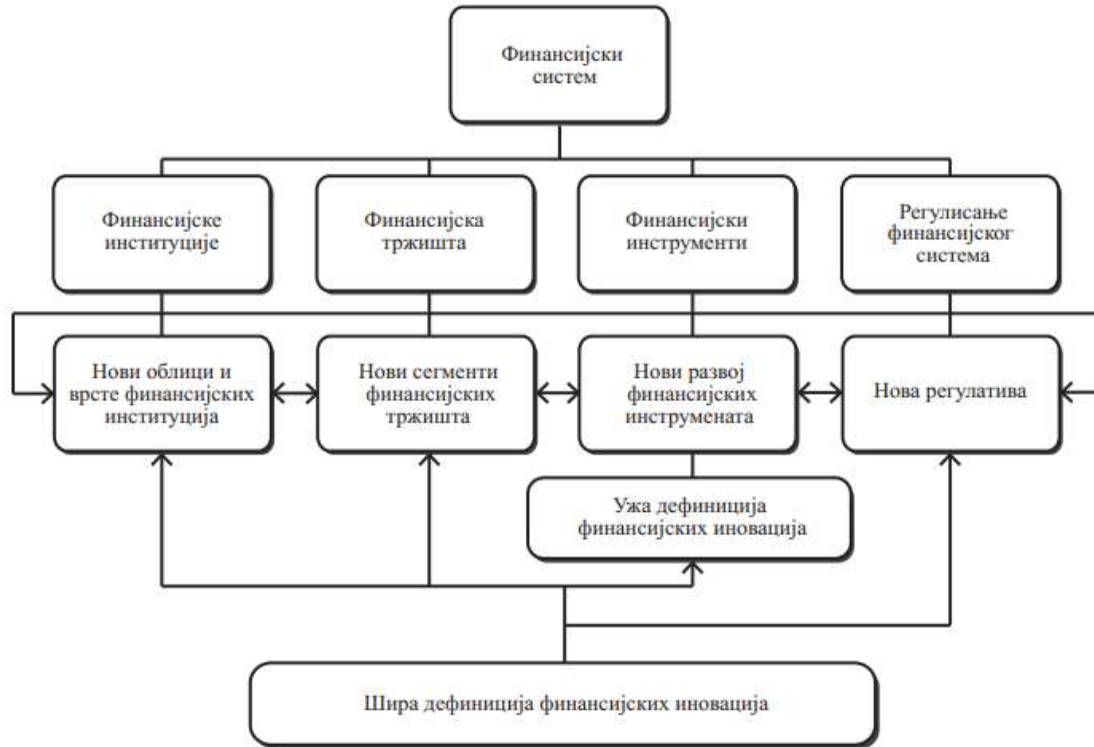 Финансијски
систем
Финансијске
институције
Финансијска
тржишта
Финансијски
инструменти
Регулисање
финансијског
система
Нови облици и
врсте финансијских
институција
Нови сегменти
финансијских
тржишта
Нови развој
финансијских
инструмената
Нова регулатива
Ужа дефиниција
финансијских иновација
Шира дефиниција финансијских иновација